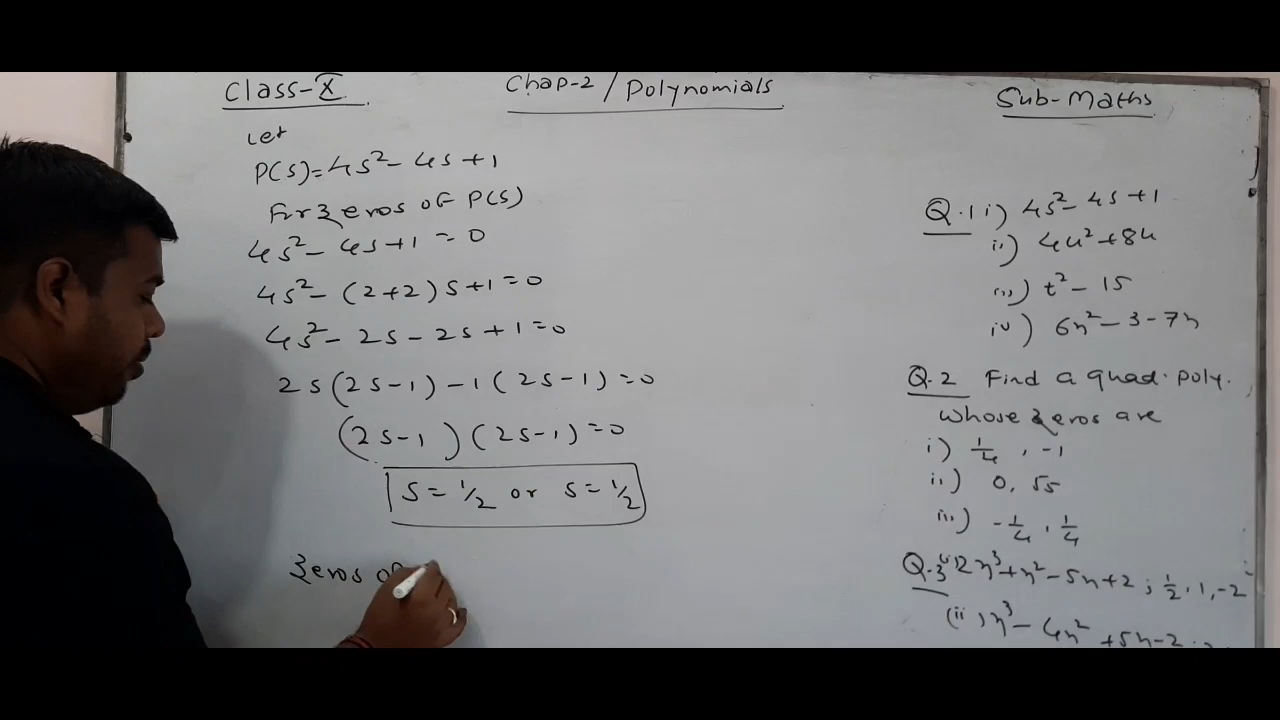 Class-X
Chap-2 / Polynomials
Sub-Maths
Let
P(s)=4s²-4s+1
For zeros of P(s)
4s²-4s+1=0
4s²-(2+2)s+1=0
4s²-2s-2s+1=0
2s(2s-1)-1(2s-1)=0
(2s-1)(2s-1)=0
s=1/2 or s=1/2
zeros of
Q.1 i) 4s²-4s+1
ii) 4u²+8u
iii) t²-15
iv) 6x²-3-7x
Q.2 Find a quad. poly.
whose zeros are
i) 1/4, -1
ii) 0, √5
iii) -1/4, 1/4
Q.3 i) 2x³+x²-5x+2; 1/2, 1, -2
(ii) x³-4x²+5x-2;